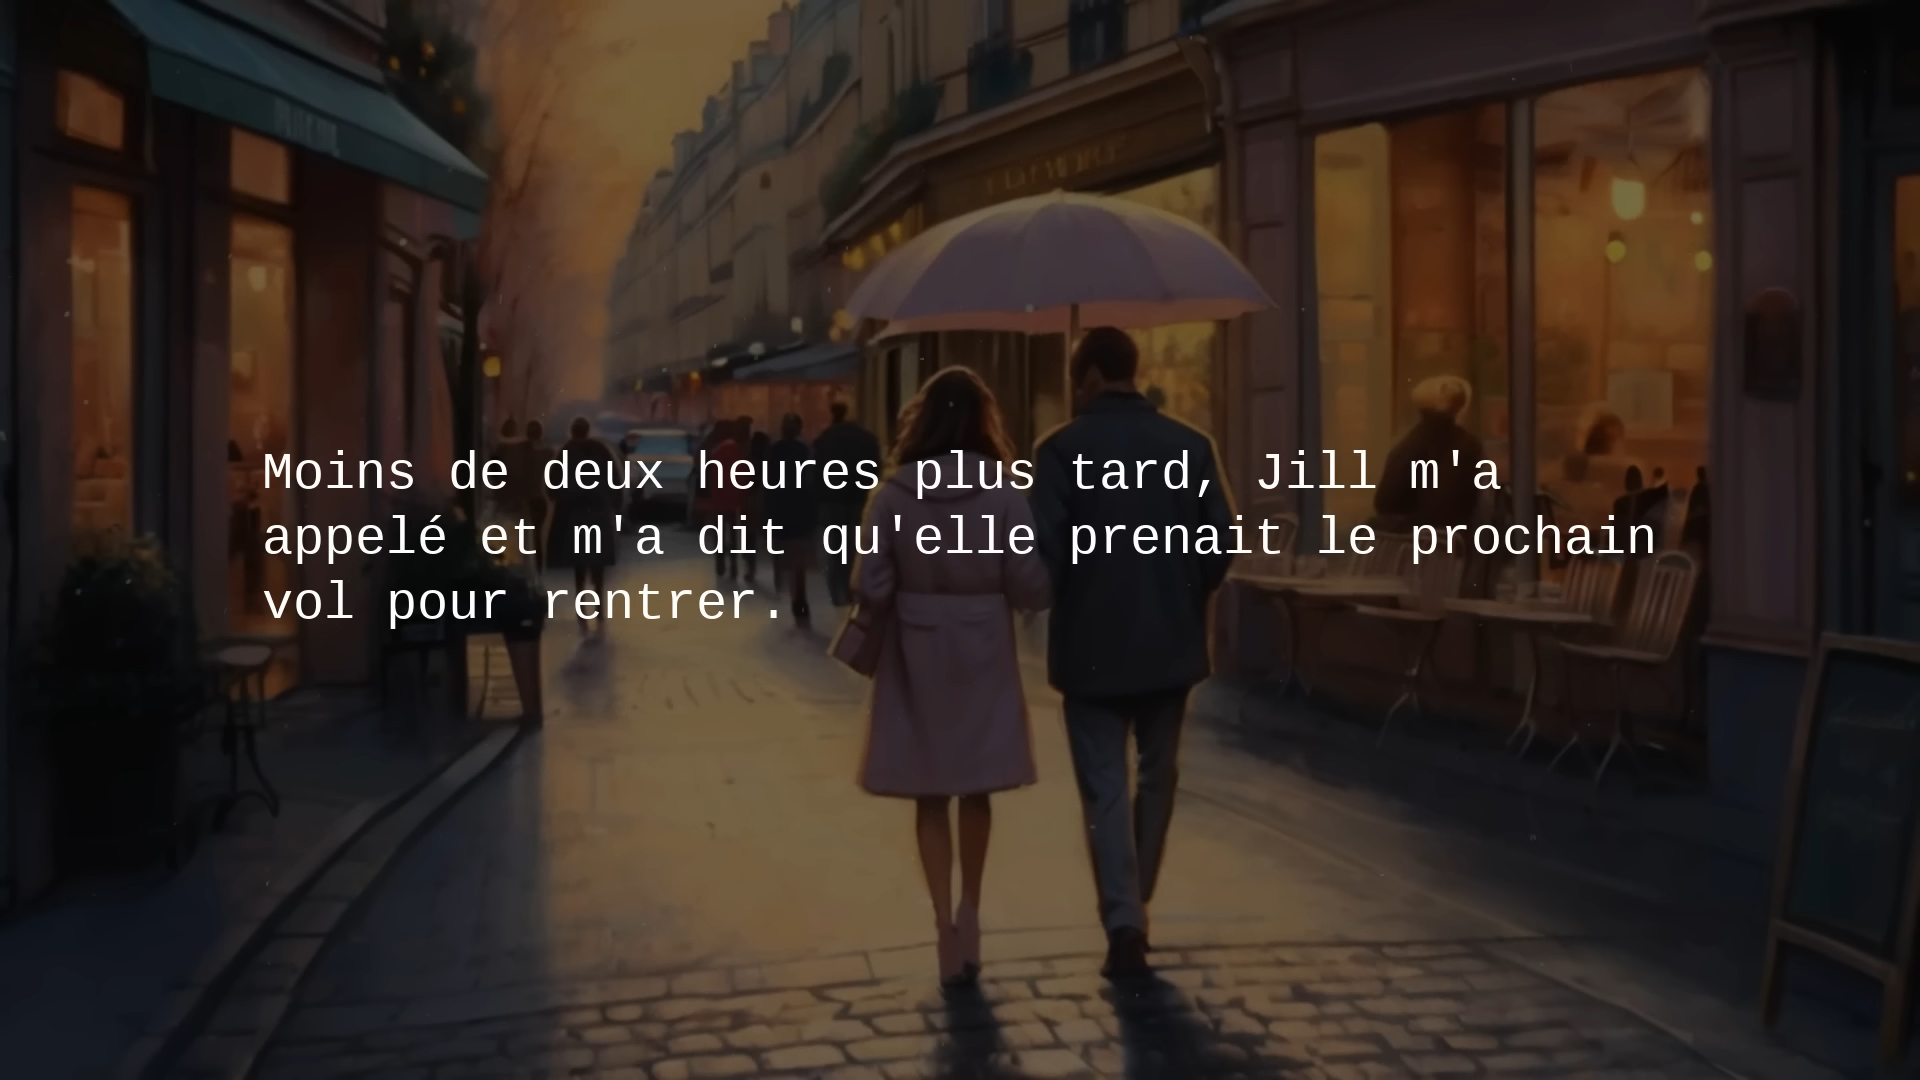 Moins de deux heures plus tard, Jill m'a
appelé et m'a dit qu'elle prenait le prochain
vol pour rentrer.